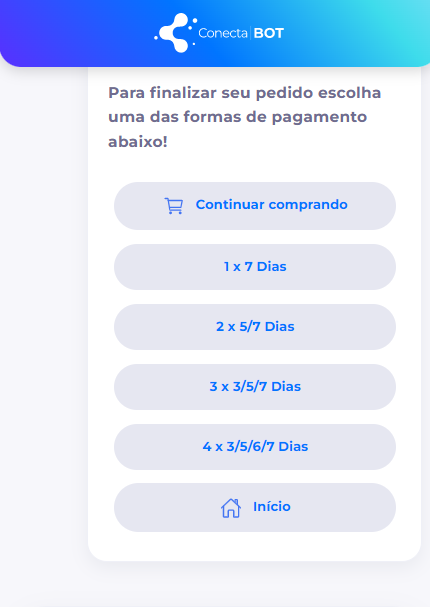 Conecta|BOT
Para finalizar seu pedido escolha
uma das formas de pagamento
abaixo!
Continuar comprando
1 x 7 Dias
2 x 5/7 Dias
3 x 3/5/7 Dias
4 x 3/5/6/7 Dias
Início